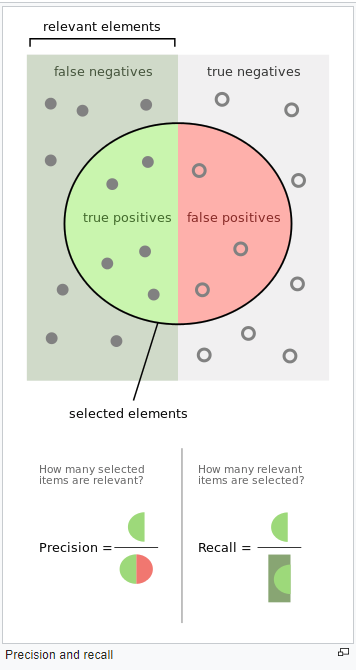 relevant elements
false negatives
true negatives
true positives
false positives
selected elements
How many selected
items are relevant?
How many relevant
items are selected?
Precision =
Recall =
Precision and recall